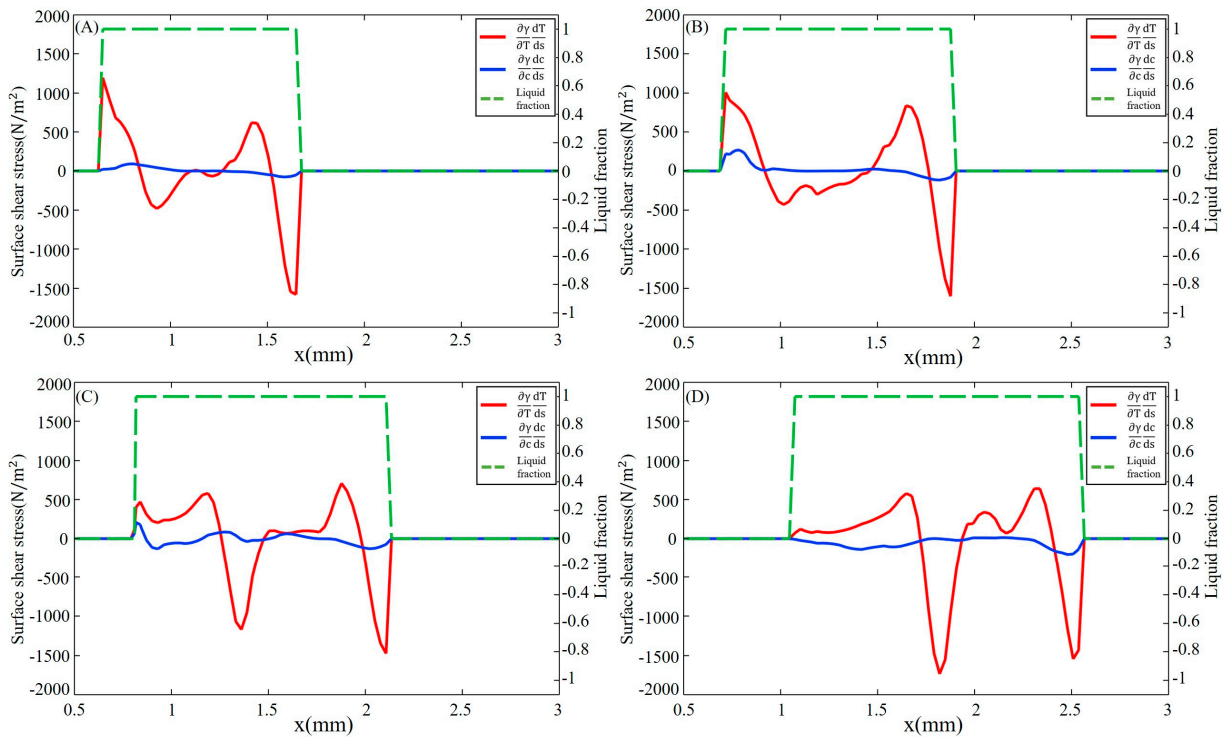 (A)
2000
1500
1000
500
0
-500
-1000
-1500
-2000
Surface shear stress(N/m²)
0.5 1 1.5 2 2.5 3
x(mm)
1
0.8
0.6
0.4
0.2
0
-0.2
-0.4
-0.6
-0.8
-1
Liquid fraction
∂γ dT
∂T ds
∂γ dc
∂c ds
Liquid
fraction
(B)
2000
1500
1000
500
0
-500
-1000
-1500
-2000
Surface shear stress(N/m²)
0.5 1 1.5 2 2.5 3
x(mm)
1
0.8
0.6
0.4
0.2
0
-0.2
-0.4
-0.6
-0.8
-1
Liquid fraction
∂γ dT
∂T ds
∂γ dc
∂c ds
Liquid
fraction
(C)
2000
1500
1000
500
0
-500
-1000
-1500
-2000
Surface shear stress(N/m²)
0.5 1 1.5 2 2.5 3
x(mm)
1
0.8
0.6
0.4
0.2
0
-0.2
-0.4
-0.6
-0.8
-1
Liquid fraction
∂γ dT
∂T ds
∂γ dc
∂c ds
Liquid
fraction
(D)
2000
1500
1000
500
0
-500
-1000
-1500
-2000
Surface shear stress(N/m²)
0.5 1 1.5 2 2.5 3
x(mm)
1
0.8
0.6
0.4
0.2
0
-0.2
-0.4
-0.6
-0.8
-1
Liquid fraction
∂γ dT
∂T ds
∂γ dc
∂c ds
Liquid
fraction